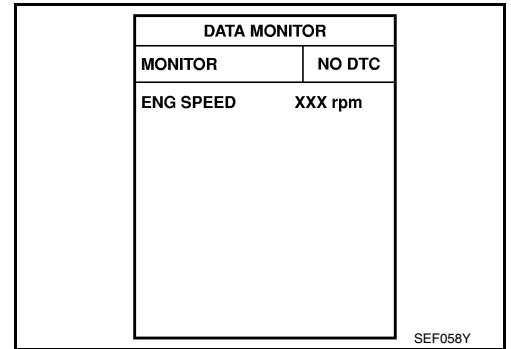 DATA MONITOR
MONITOR NO DTC
ENG SPEED XXX rpm
SEF058Y